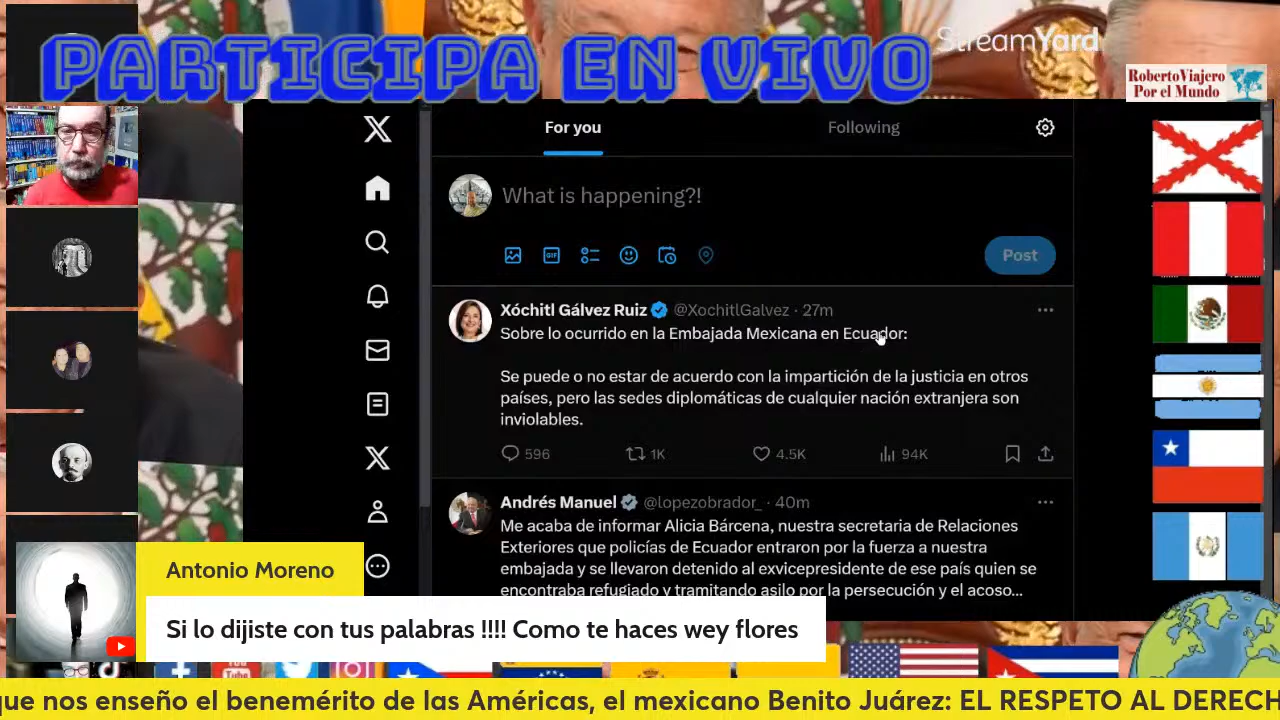 PARTICIPA EN VIVO
StreamYard
RobertoViajero
Por el Mundo
For you
Following
What is happening?!
GIF
Post
Xóchitl Gálvez Ruiz @XochitlGalvez · 27m
Sobre lo ocurrido en la Embajada Mexicana en Ecuador:
Se puede o no estar de acuerdo con la impartición de la justicia en otros
países, pero las sedes diplomáticas de cualquier nación extranjera son
inviolables.
596
1K
4.5K
94K
Andrés Manuel @lopezobrador_ · 40m
Me acaba de informar Alicia Bárcena, nuestra secretaria de Relaciones
Exteriores que policías de Ecuador entraron por la fuerza a nuestra
embajada y se llevaron detenido al exvicepresidente de ese país quien se
encontraba refugiado y tramitando asilo por la persecución y el acoso...
Antonio Moreno
Si lo dijiste con tus palabras !!!! Como te haces wey flores
You
Tube
que nos enseño el benemérito de las Américas, el mexicano Benito Juárez: EL RESPETO AL DERECH